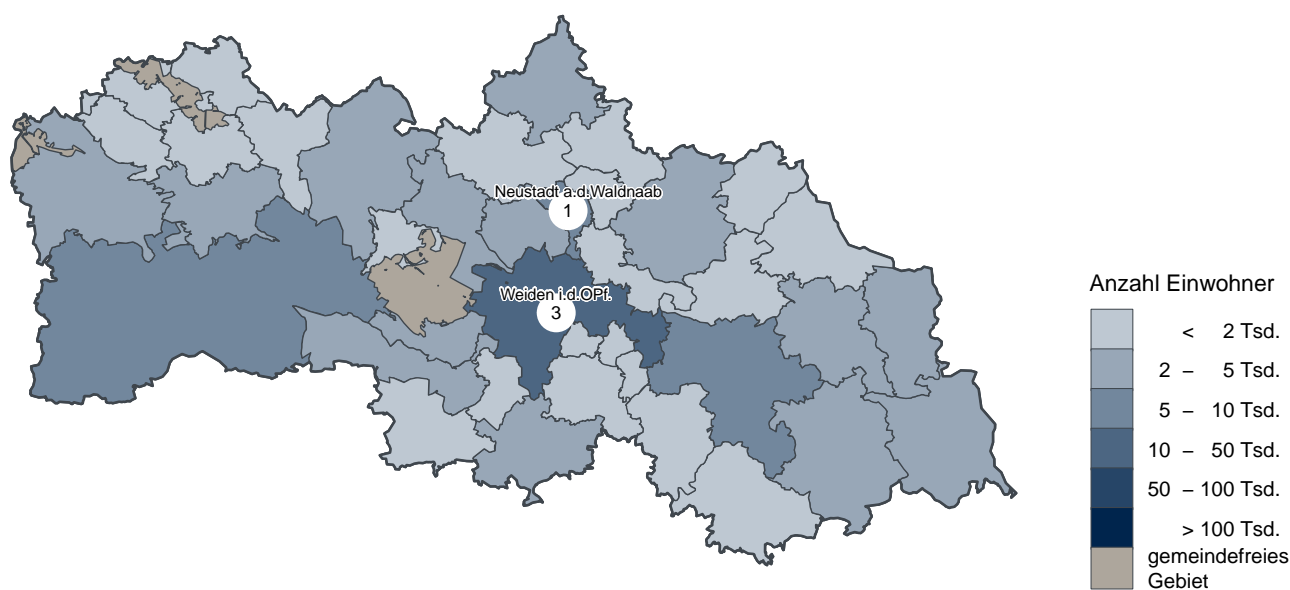 Neustadt a.d.Waldnaab
1
Weiden i.d.OPf.
3
Anzahl Einwohner
< 2 Tsd.
2 – 5 Tsd.
5 – 10 Tsd.
10 – 50 Tsd.
50 – 100 Tsd.
> 100 Tsd.
gemeindefreies
Gebiet